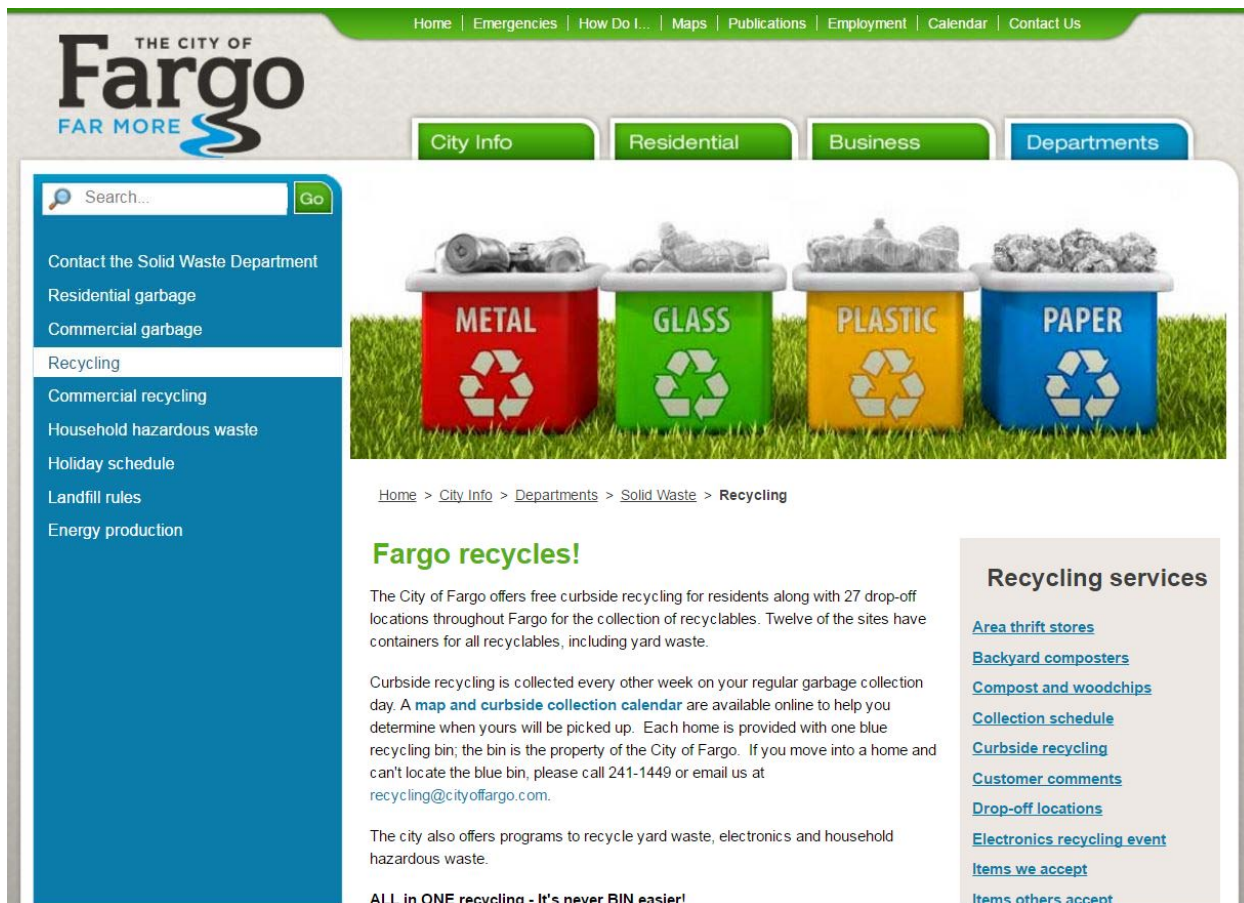 Home | Emergencies | How Do I... | Maps | Publications | Employment | Calendar | Contact Us
THE CITY OF
Fargo
FAR MORE
City Info
Residential
Business
Departments
Search...
Go
Contact the Solid Waste Department
Residential garbage
Commercial garbage
Recycling
Commercial recycling
Household hazardous waste
Holiday schedule
Landfill rules
Energy production
METAL
GLASS
PLASTIC
PAPER
Home > City Info > Departments > Solid Waste > Recycling
Fargo recycles!
The City of Fargo offers free curbside recycling for residents along with 27 drop-off
locations throughout Fargo for the collection of recyclables. Twelve of the sites have
containers for all recyclables, including yard waste.
Curbside recycling is collected every other week on your regular garbage collection
day. A map and curbside collection calendar are available online to help you
determine when yours will be picked up.  Each home is provided with one blue
recycling bin; the bin is the property of the City of Fargo.  If you move into a home and
can't locate the blue bin, please call 241-1449 or email us at
recycling@cityoffargo.com.
The city also offers programs to recycle yard waste, electronics and household
hazardous waste.
ALL in ONE recycling - It's never BIN easier!
Recycling services
Area thrift stores
Backyard composters
Compost and woodchips
Collection schedule
Curbside recycling
Customer comments
Drop-off locations
Electronics recycling event
Items we accept
Items others accept